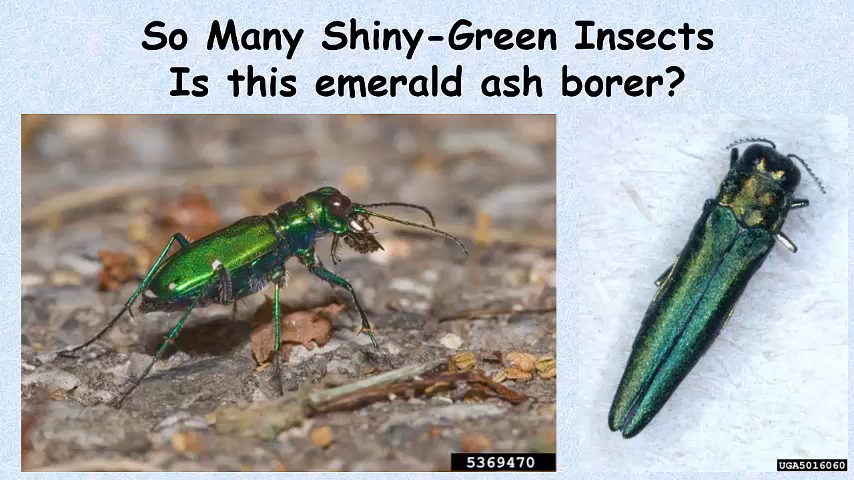 So Many Shiny-Green Insects
Is this emerald ash borer?
5369470
UGA5016060